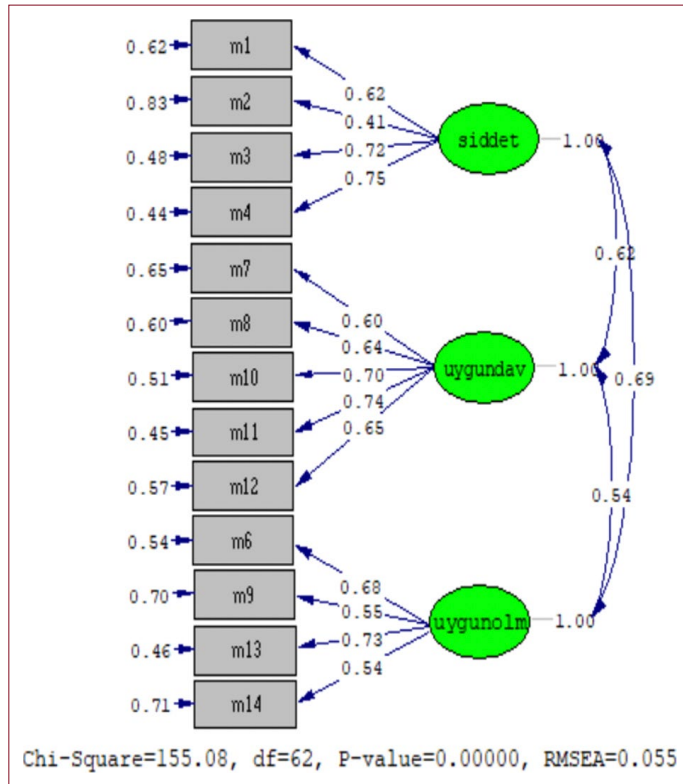 0.62 m1
0.62
0.83 m2
0.41
siddet 1.00
0.48 m3
0.72
0.75
0.44 m4
0.62
0.65 m7
0.60
0.60 m8
0.64
uygundav 1.00
0.69
0.51 m10
0.70
0.74
0.45 m11
0.65
0.57 m12
0.54
0.54 m6
0.68
0.70 m9
0.55
uygunolm 1.00
0.73
0.46 m13
0.54
0.71 m14
Chi-Square=155.08, df=62, P-value=0.00000, RMSEA=0.055